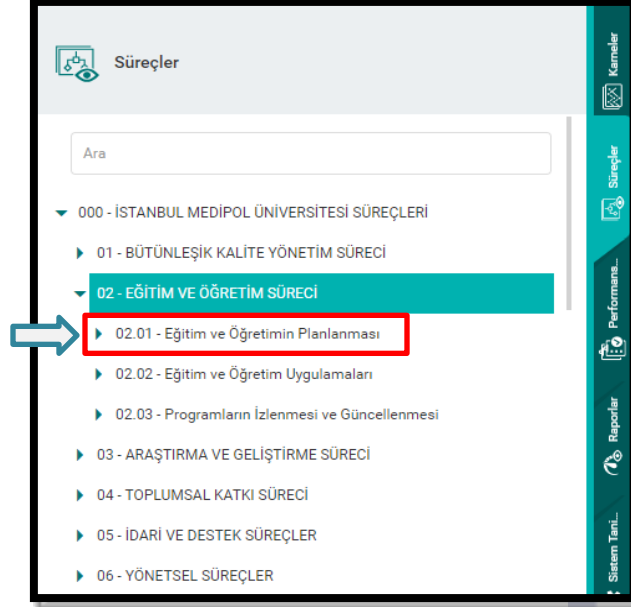 Süreçler
Ara
000 - İSTANBUL MEDİPOL ÜNİVERSİTESİ SÜREÇLERİ
01 - BÜTÜNLEŞİK KALİTE YÖNETİM SÜRECİ
02 - EĞİTİM VE ÖĞRETİM SÜRECİ
02.01 - Eğitim ve Öğretimin Planlanması
02.02 - Eğitim ve Öğretim Uygulamaları
02.03 - Programların İzlenmesi ve Güncellenmesi
03 - ARAŞTIRMA VE GELİŞTİRME SÜRECİ
04 - TOPLUMSAL KATKI SÜRECİ
05 - İDARİ VE DESTEK SÜREÇLER
06 - YÖNETSEL SÜREÇLER
Karneler
Süreçler
Performans...
Raporlar
Sistem Tani...